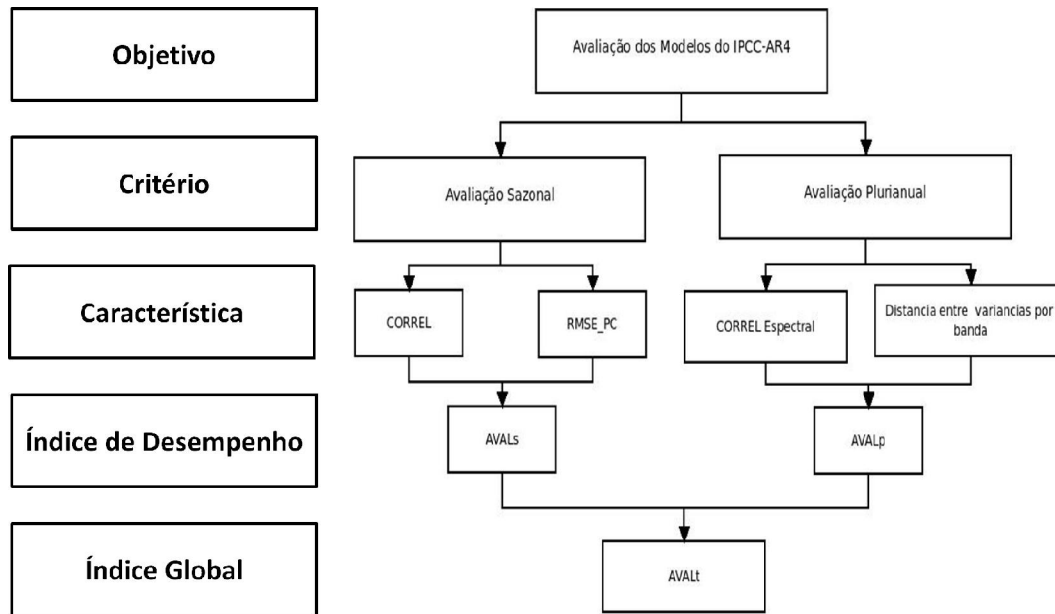 Objetivo
Avaliação dos Modelos do IPCC-AR4
Critério
Avaliação Sazonal
Avaliação Plurianual
Característica
CORREL
RMSE_PC
CORREL Espectral
Distancia entre variancias por
banda
Índice de Desempenho
AVALs
AVALp
Índice Global
AVALt